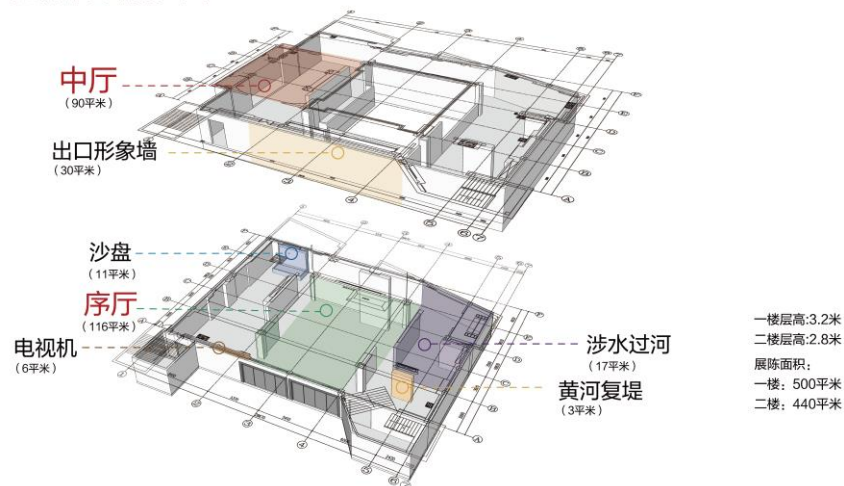 中厅
（90平米）
出口形象墙
（30平米）
沙盘
（11平米）
序厅
（116平米）
电视机
（6平米）
涉水过河
（17平米）
黄河复堤
（3平米）
一楼层高:3.2米
二楼层高:2.8米
展陈面积：
一楼：500平米
二楼：440平米